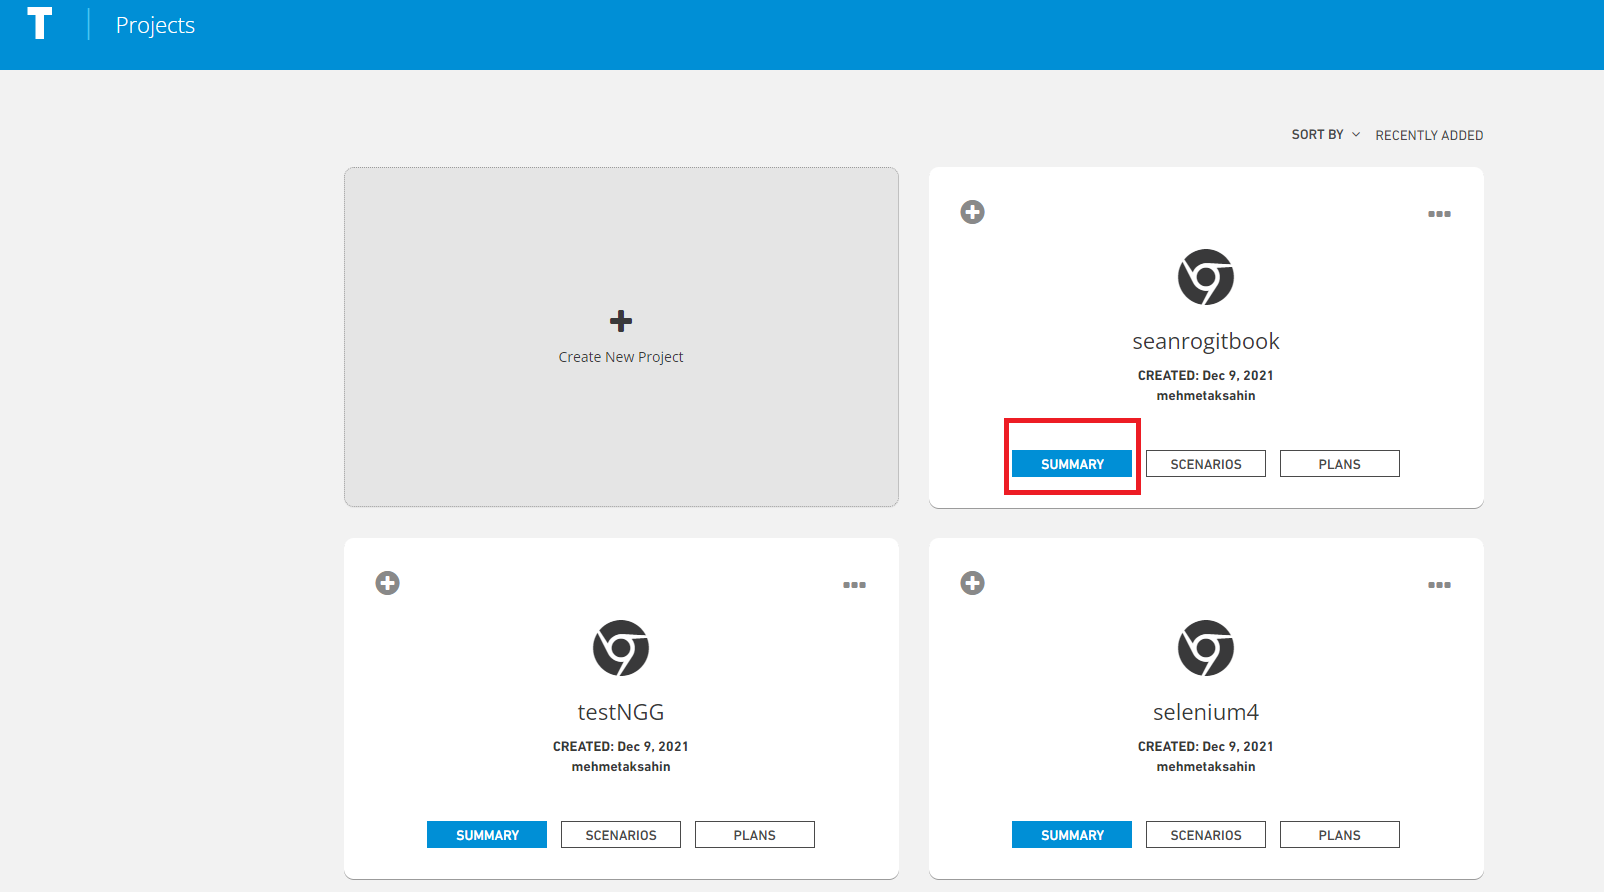 T
Projects
SORT BY RECENTLY ADDED
Create New Project
seanrogitbook
CREATED: Dec 9, 2021
mehmetaksahin
SUMMARY SCENARIOS PLANS
testNGG
CREATED: Dec 9, 2021
mehmetaksahin
SUMMARY SCENARIOS PLANS
selenium4
CREATED: Dec 9, 2021
mehmetaksahin
SUMMARY SCENARIOS PLANS